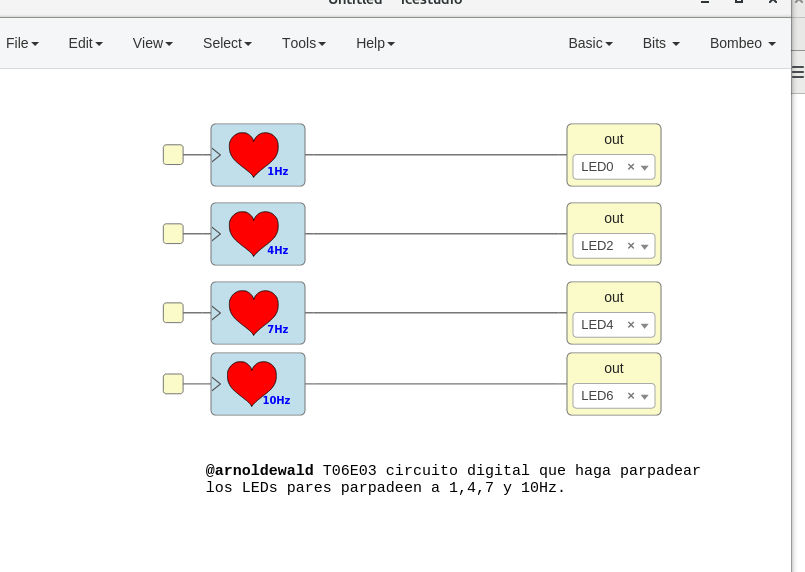 Untitled - icestudio
File Edit View Select Tools Help Basic Bits Bombeo
1Hz
out
LED0 ×
4Hz
out
LED2 ×
7Hz
out
LED4 ×
10Hz
out
LED6 ×
@arnoldewald T06E03 circuito digital que haga parpadear
los LEDs pares parpadeen a 1,4,7 y 10Hz.